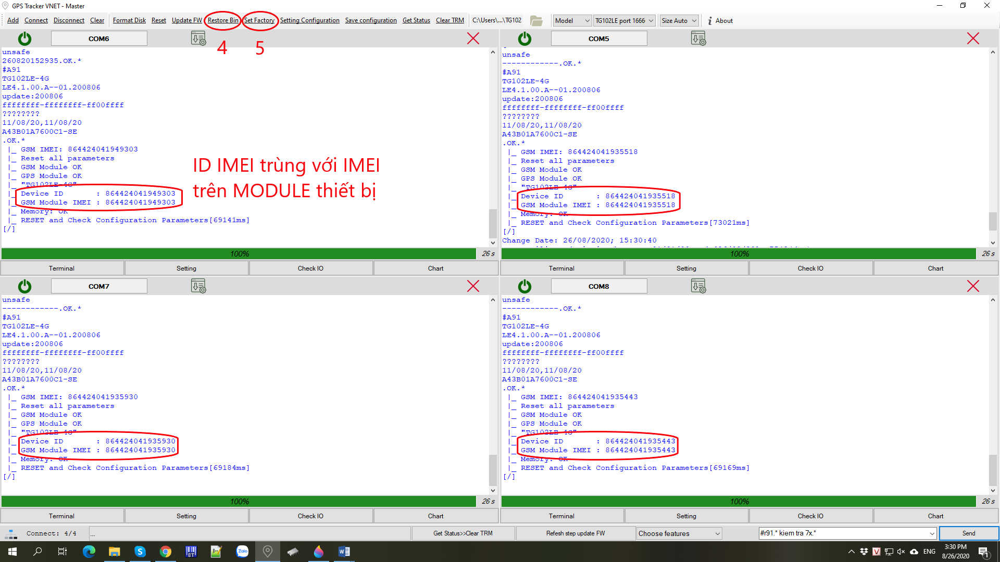 GPS Tracker VNET - Master
Add Connect Disconnect Clear Format Disk Reset Update FW Restore Bin Set Factory Setting Configuration Save configuration Get Status Clear TRM C:\Users\...\TG102 Model TG102LE port 1666 Size Auto About
4 5
COM6
unsafe
260820152935.OK.*
#A91
TG102LE-4G
LE4.1.00.A--01.200806
update:200806
ffffffff-ffffffff-ff00ffff
????????
11/08/20,11/08/20
A43B01A7600C1-SE
.OK.*
|_ GSM IMEI: 864424041949303
|_ Reset all parameters
|_ GSM Module OK
|_ GPS Module OK
|_ "TG102LE-4G"
|_ Device ID : 864424041949303
|_ GSM Module IMEI : 864424041949303
|_ Memory: OK
|_ RESET and Check Configuration Parameters[69141ms]
[/]
ID IMEI trùng với IMEI
trên MODULE thiết bị
100% 26 s
Terminal Setting Check IO Chart
COM5
unsafe
------------.OK.*
#A91
TG102LE-4G
LE4.1.00.A--01.200806
update:200806
ffffffff-ffffffff-ff00ffff
????????
11/08/20,11/08/20
A43B01A7600C1-SE
.OK.*
|_ GSM IMEI: 864424041935518
|_ Reset all parameters
|_ GSM Module OK
|_ GPS Module OK
|_ "TG102LE-4G"
|_ Device ID : 864424041935518
|_ GSM Module IMEI : 864424041935518
|_ Memory: OK
|_ RESET and Check Configuration Parameters[73021ms]
[/]
Change Date: 26/08/2020; 15:30:40
100% 26 s
Terminal Setting Check IO Chart
COM7
unsafe
------------.OK.*
#A91
TG102LE-4G
LE4.1.00.A--01.200806
update:200806
ffffffff-ffffffff-ff00ffff
????????
11/08/20,11/08/20
A43B01A7600C1-SE
.OK.*
|_ GSM IMEI: 864424041935930
|_ Reset all parameters
|_ GSM Module OK
|_ GPS Module OK
|_ "TG102LE-4G"
|_ Device ID : 864424041935930
|_ GSM Module IMEI : 864424041935930
|_ Memory: OK
|_ RESET and Check Configuration Parameters[69184ms]
[/]
100% 26 s
Terminal Setting Check IO Chart
COM8
unsafe
------------.OK.*
#A91
TG102LE-4G
LE4.1.00.A--01.200806
update:200806
ffffffff-ffffffff-ff00ffff
????????
11/08/20,11/08/20
A43B01A7600C1-SE
.OK.*
|_ GSM IMEI: 864424041935443
|_ Reset all parameters
|_ GSM Module OK
|_ GPS Module OK
|_ "TG102LE-4G"
|_ Device ID : 864424041935443
|_ GSM Module IMEI : 864424041935443
|_ Memory: OK
|_ RESET and Check Configuration Parameters[69169ms]
[/]
100% 26 s
Terminal Setting Check IO Chart
Connect: 4/4 ... Get Status>>Clear TRM Refesh step update FW Choose features #r91.* kiem tra 7x.* Send
BT Zalo ENG 3:30 PM
8/26/2020 1